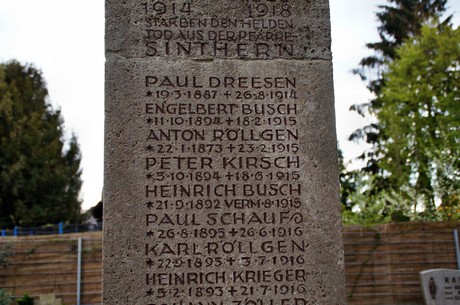 1914 1918
STARBEN DEN HELDEN
TOD AUS DER PFARRE
SINTHERN
PAUL DREESEN
*19·3·1887+26·8·1914
ENGELBERT BUSCH
*11·10·1894+18·2·1915
ANTON RÖLLGEN
*22·1·1873+23·2·1915
PETER KIRSCH
*5·10·1894+18·6·1915
HEINRICH BUSCH
*21·9·1892 VERM 8·1915
PAUL SCHAUFS
*26·8·1895+26·6·1916
KARL RÖLLGEN
*22·9·1895+3·7·1916
HEINRICH KRIEGER
*5·2·1893+21·7·1916
ZÖLLER